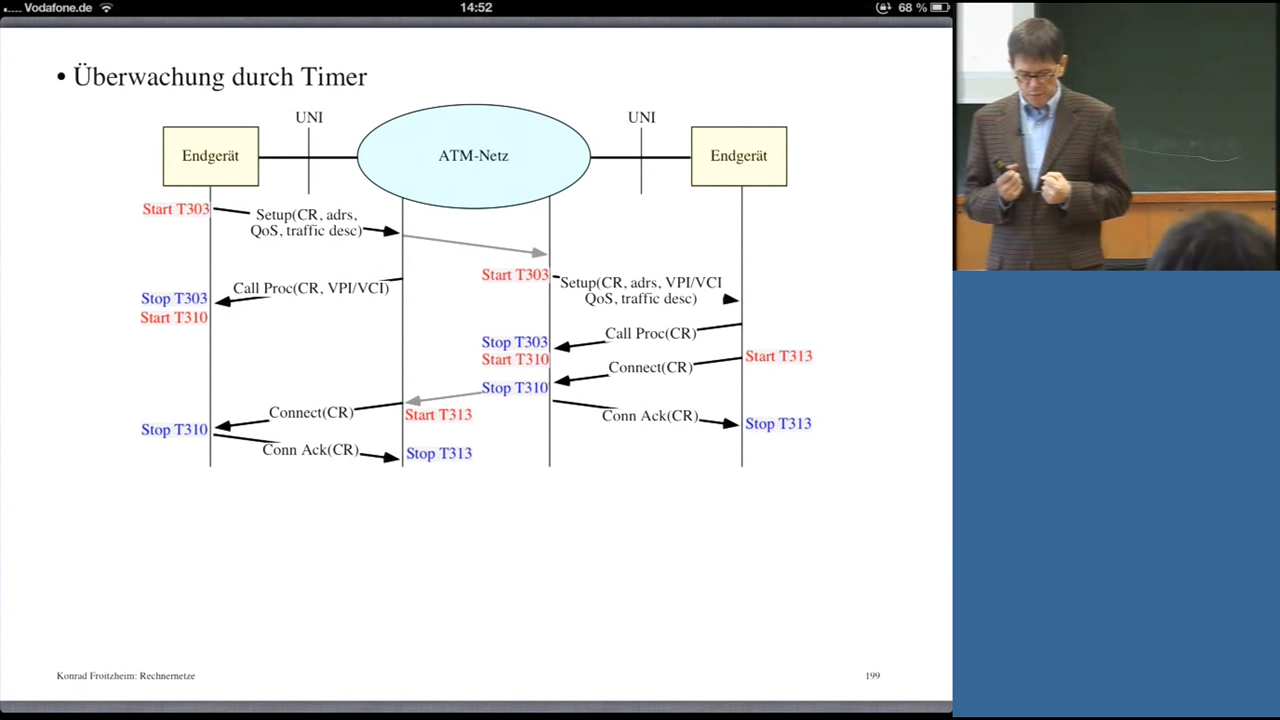 Vodafone.de
14:52
68 %
• Überwachung durch Timer
UNI
UNI
Endgerät
ATM-Netz
Endgerät
Start T303
Setup(CR, adrs,
QoS, traffic desc)
Start T303
Setup(CR, adrs, VPI/VCI
QoS, traffic desc)
Call Proc(CR, VPI/VCI)
Stop T303
Start T310
Call Proc(CR)
Stop T303
Start T310
Start T313
Connect(CR)
Stop T310
Connect(CR)
Start T313
Conn Ack(CR)
Stop T313
Stop T310
Conn Ack(CR)
Stop T313
Konrad Froitzheim: Rechnernetze
199